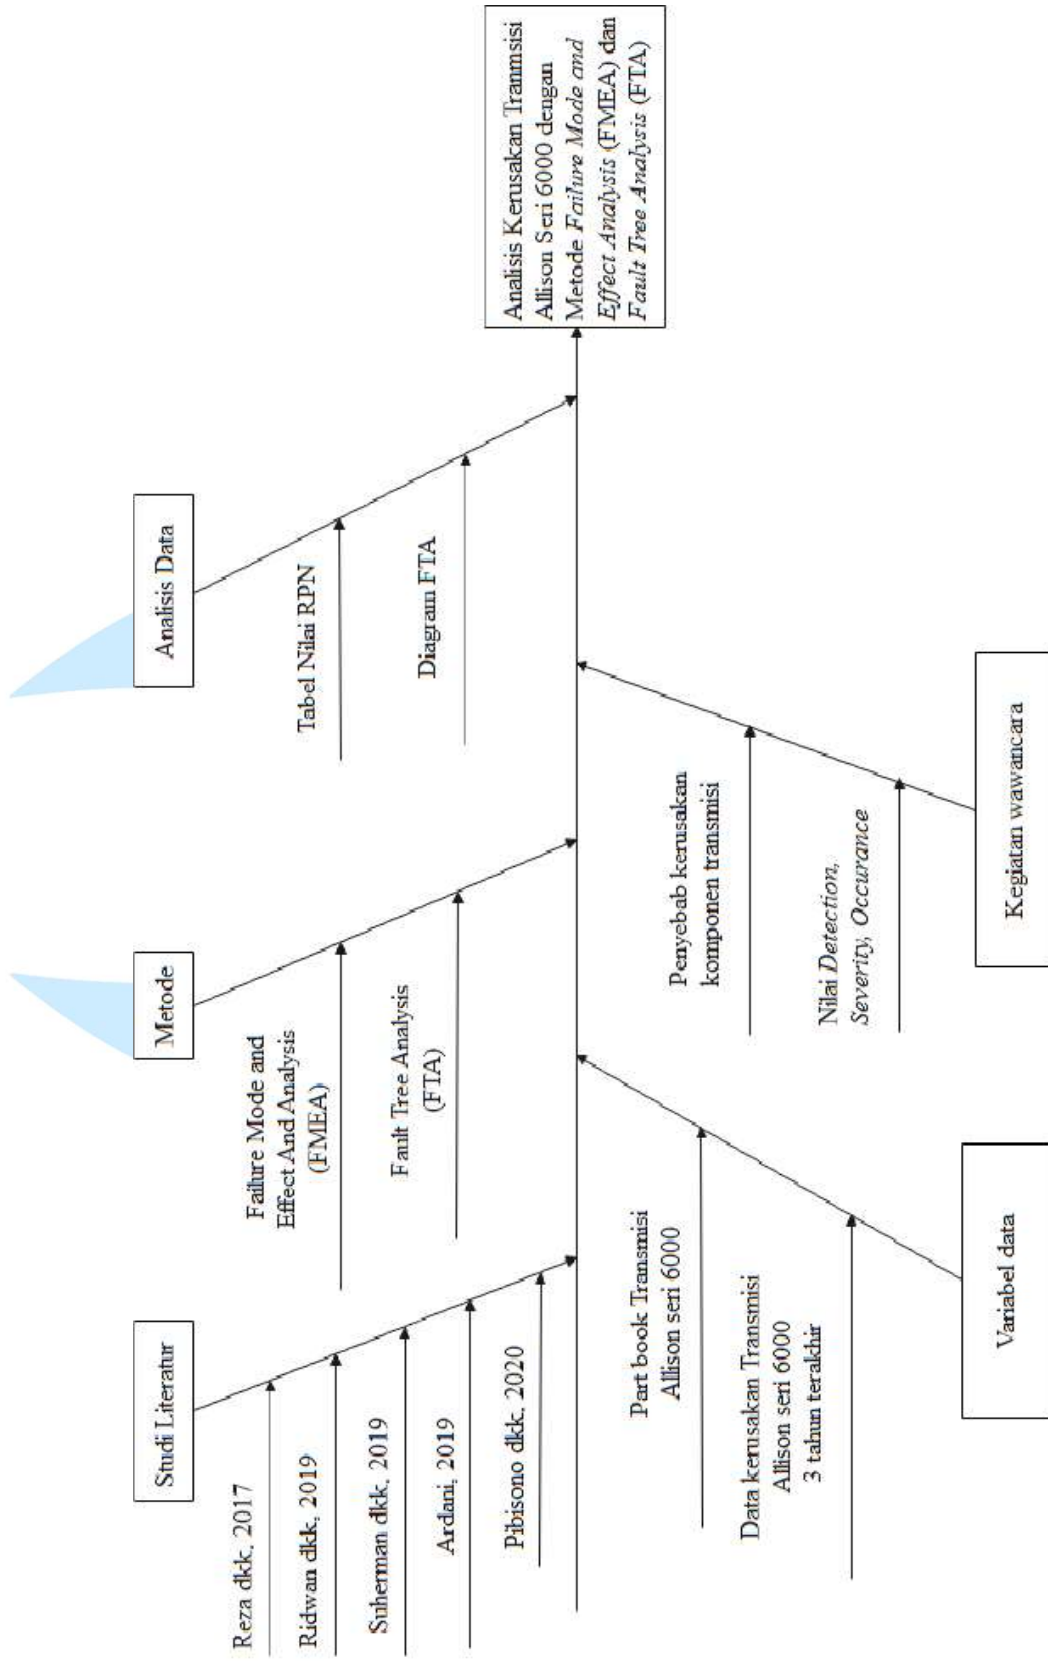 Studi Literatur
Reza dkk, 2017
Ridwan dkk, 2019
Suherman dkk, 2019
Ardani, 2019
Pibisono dkk, 2020
Metode
Failure Mode and
Effect And Analysis
(FMEA)
Fault Tree Analysis
(FTA)
Analisis Data
Tabel Nilai RPN
Diagram FTA
Variabel data
Part book Transmisi
Allison seri 6000
Data kerusakan Transmisi
Allison seri 6000
3 tahun terakhir
Kegiatan wawancara
Penyebab kerusakan
komponen transmisi
Nilai Detection,
Severity, Occurance
Analisis Kerusakan Tranmsisi
Allison Seri 6000 dengan
Metode Failure Mode and
Effect Analysis (FMEA) dan
Fault Tree Analysis (FTA)